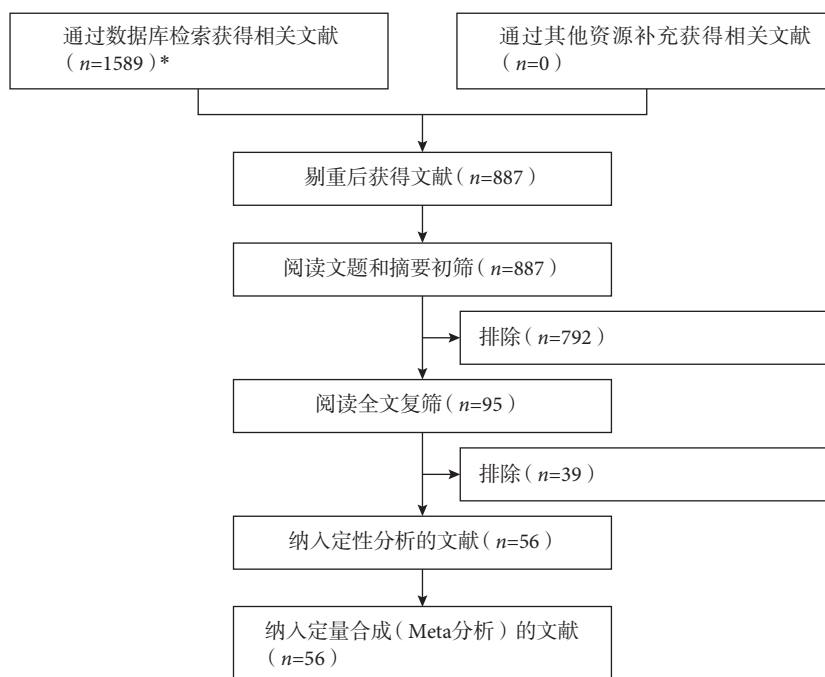 通过数据库检索获得相关文献
（n=1589）*
通过其他资源补充获得相关文献
（n=0）
剔重后获得文献（n=887）
阅读文题和摘要初筛（n=887）
排除（n=792）
阅读全文复筛（n=95）
排除（n=39）
纳入定性分析的文献（n=56）
纳入定量合成（Meta分析）的文献
（n=56）